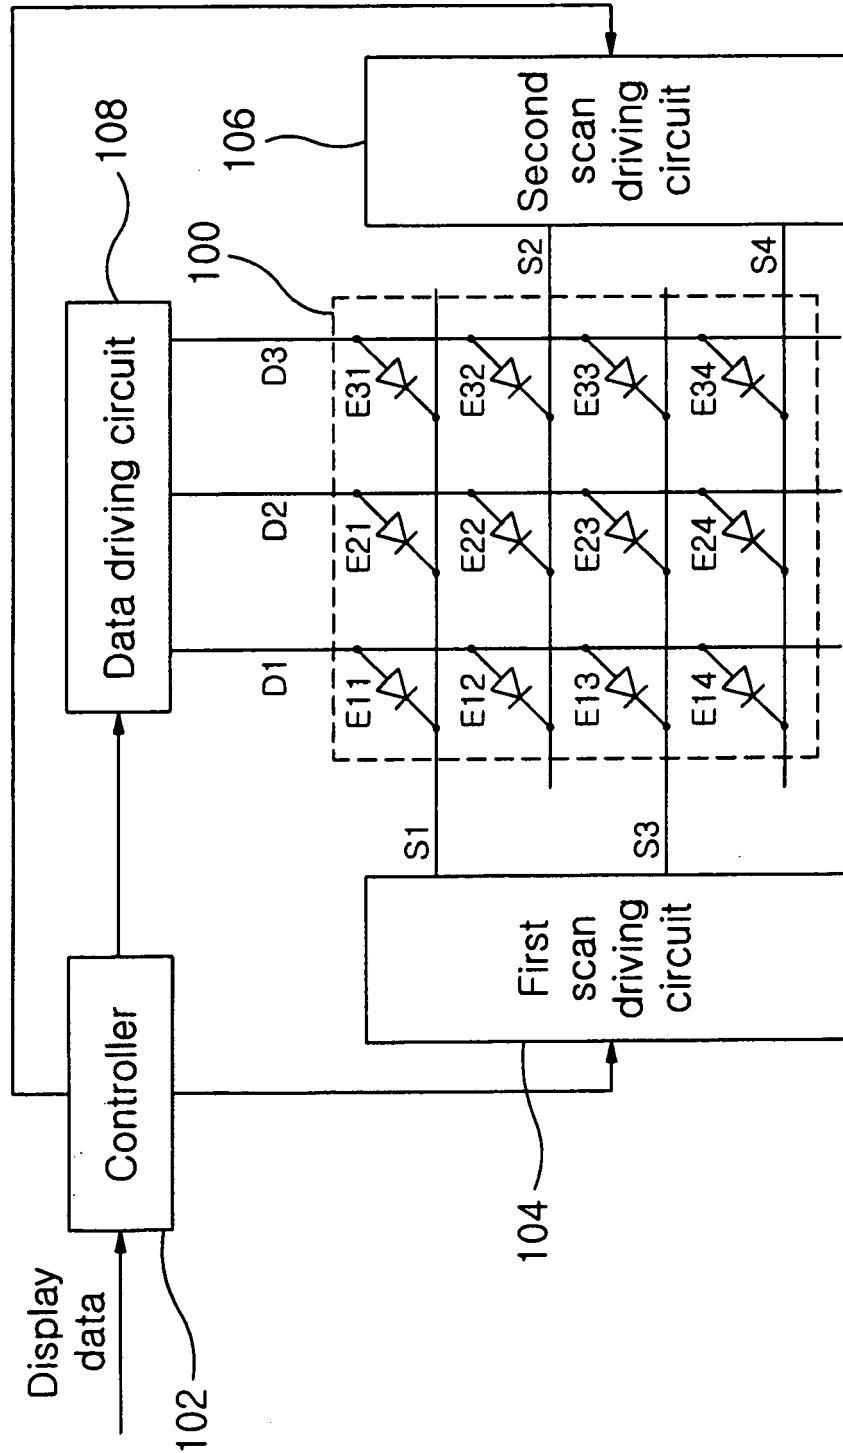 Display
data
102
Controller
Data driving circuit
108
100
106
D1
D2
D3
S1
S2
S3
S4
E11
E21
E31
E12
E22
E32
E13
E23
E33
E14
E24
E34
First
scan
driving
circuit
104
Second
scan
driving
circuit